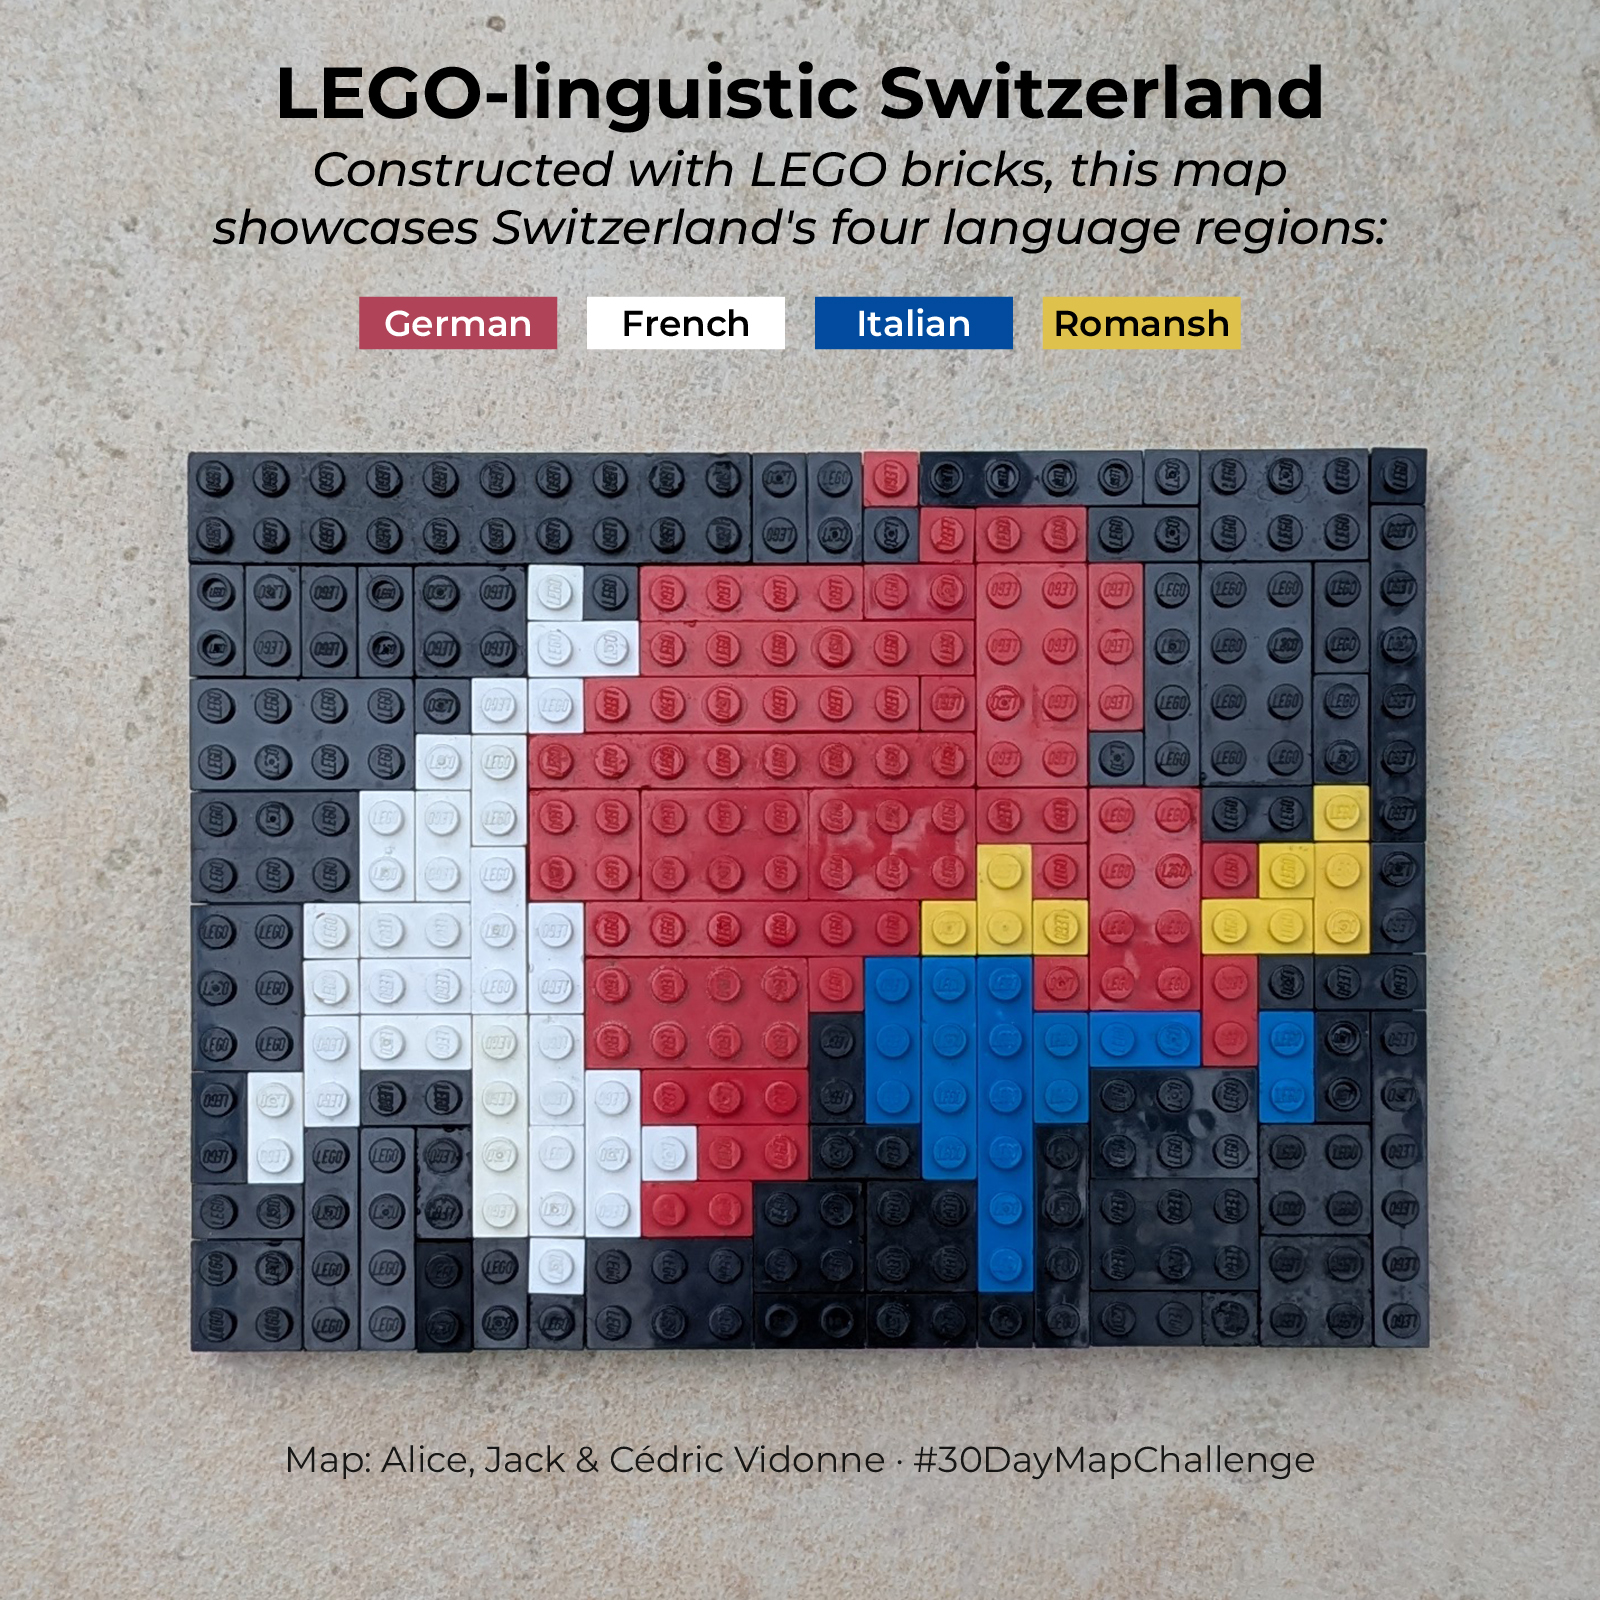 LEGO-linguistic Switzerland
Constructed with LEGO bricks, this map
showcases Switzerland's four language regions:
German French Italian Romansh
Map: Alice, Jack & Cédric Vidonne · #30DayMapChallenge